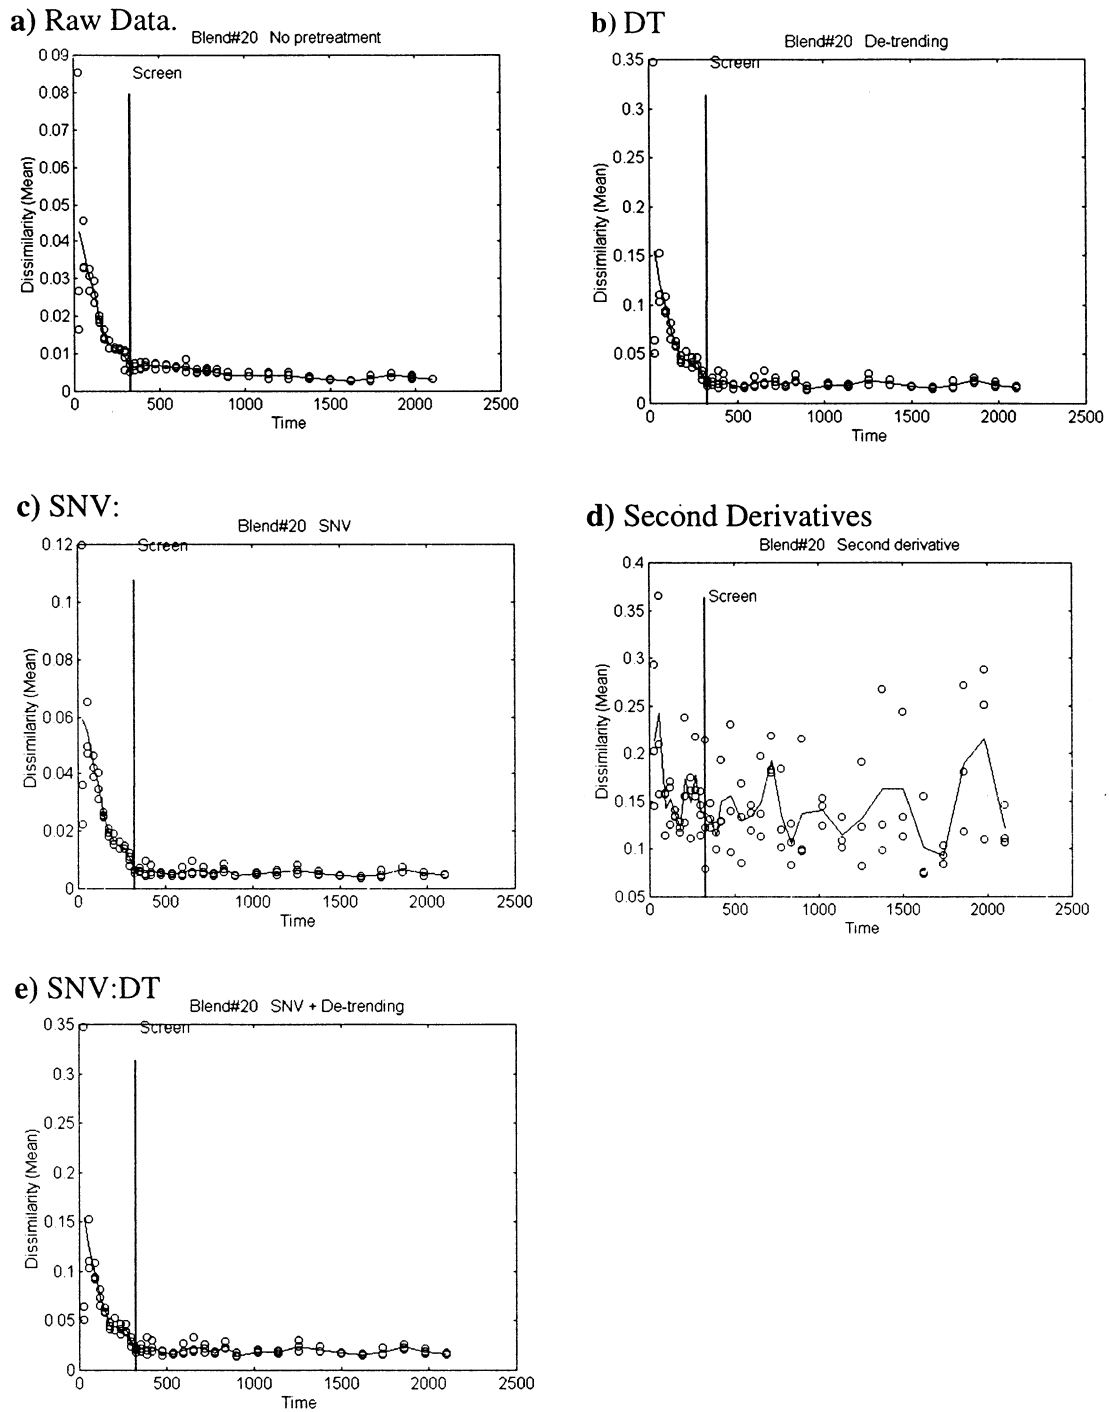 a) Raw Data.
Blend#20 No pretreatment
Screen
0.09
0.08
0.07
0.06
0.05
0.04
0.03
0.02
0.01
0
0 500 1000 1500 2000 2500
Dissimilarity (Mean)
Time
b) DT
Blend#20 De-trending
Screen
0.35
0.3
0.25
0.2
0.15
0.1
0.05
0
0 500 1000 1500 2000 2500
Dissimilarity (Mean)
Time
c) SNV:
Blend#20 SNV
Screen
0.12
0.1
0.08
0.06
0.04
0.02
0
0 500 1000 1500 2000 2500
Dissimilarity (Mean)
Time
d) Second Derivatives
Blend#20 Second derivative
Screen
0.4
0.35
0.3
0.25
0.2
0.15
0.1
0.05
0 500 1000 1500 2000 2500
Dissimilarity (Mean)
Time
e) SNV:DT
Blend#20 SNV + De-trending
Screen
0.35
0.3
0.25
0.2
0.15
0.1
0.05
0
0 500 1000 1500 2000 2500
Dissimilarity (Mean)
Time